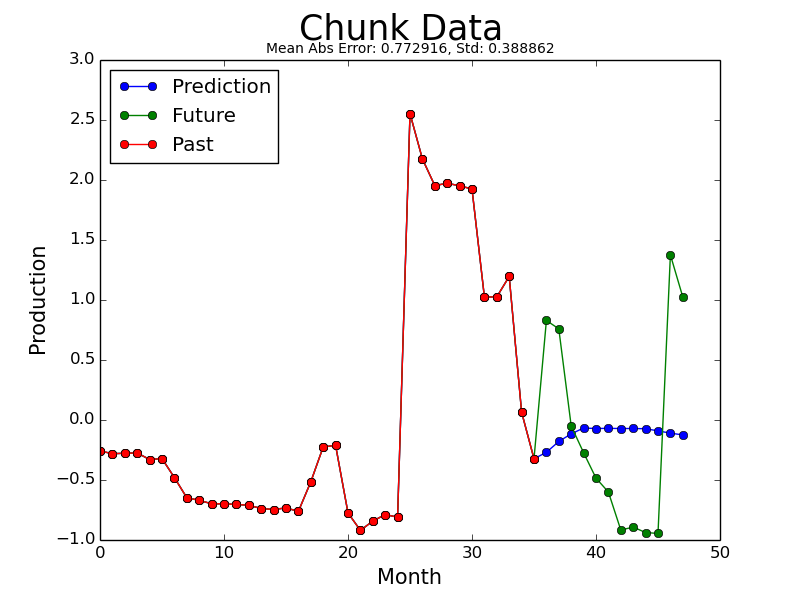 Chunk Data
Mean Abs Error: 0.772916, Std: 0.388862
Prediction
Future
Past
3.0
2.5
2.0
1.5
1.0
0.5
0.0
−0.5
−1.0
Production
0 10 20 30 40 50
Month